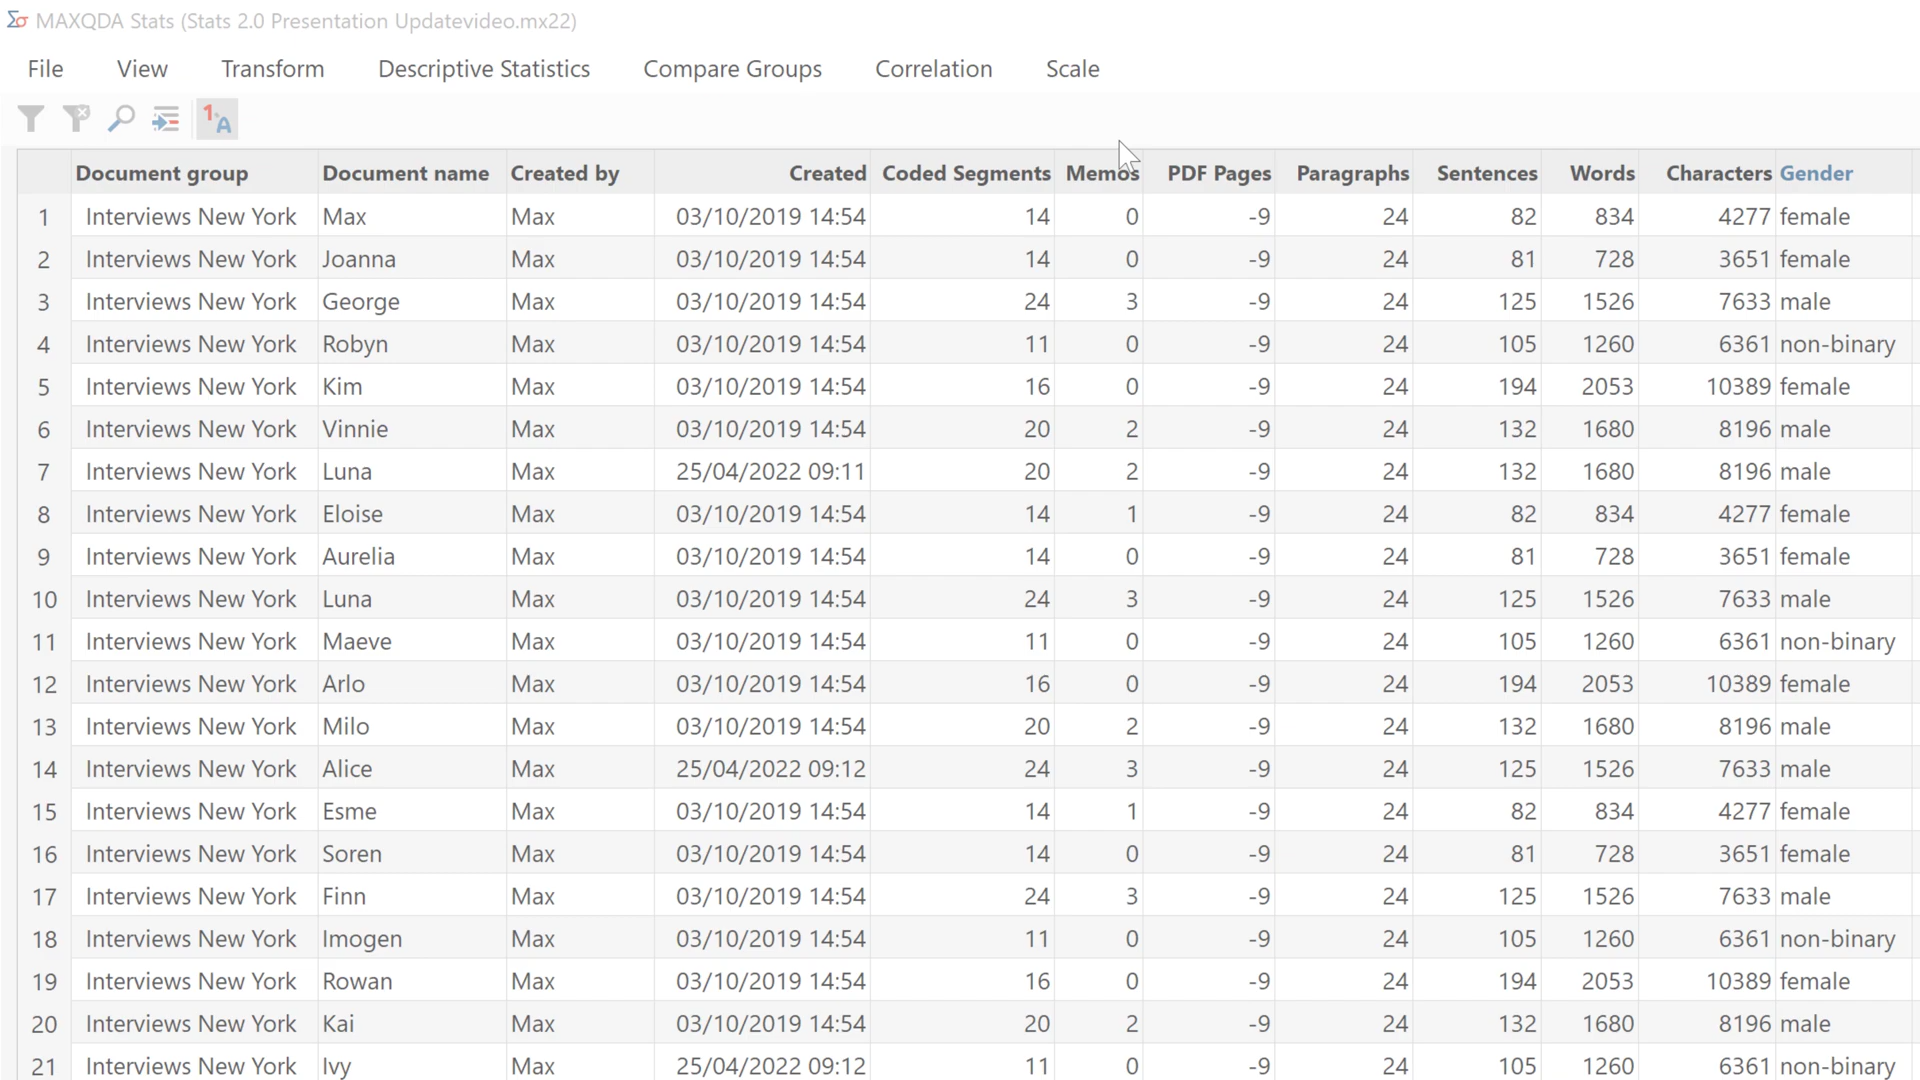 MAXQDA Stats (Stats 2.0 Presentation Updatevideo.mx22)
File View Transform Descriptive Statistics Compare Groups Correlation Scale
1 A
Document group Document name Created by Created Coded Segments Memos PDF Pages Paragraphs Sentences Words Characters Gender
1 Interviews New York Max Max 03/10/2019 14:54 14 0 -9 24 82 834 4277 female
2 Interviews New York Joanna Max 03/10/2019 14:54 14 0 -9 24 81 728 3651 female
3 Interviews New York George Max 03/10/2019 14:54 24 3 -9 24 125 1526 7633 male
4 Interviews New York Robyn Max 03/10/2019 14:54 11 0 -9 24 105 1260 6361 non-binary
5 Interviews New York Kim Max 03/10/2019 14:54 16 0 -9 24 194 2053 10389 female
6 Interviews New York Vinnie Max 03/10/2019 14:54 20 2 -9 24 132 1680 8196 male
7 Interviews New York Luna Max 25/04/2022 09:11 20 2 -9 24 132 1680 8196 male
8 Interviews New York Eloise Max 03/10/2019 14:54 14 1 -9 24 82 834 4277 female
9 Interviews New York Aurelia Max 03/10/2019 14:54 14 0 -9 24 81 728 3651 female
10 Interviews New York Luna Max 03/10/2019 14:54 24 3 -9 24 125 1526 7633 male
11 Interviews New York Maeve Max 03/10/2019 14:54 11 0 -9 24 105 1260 6361 non-binary
12 Interviews New York Arlo Max 03/10/2019 14:54 16 0 -9 24 194 2053 10389 female
13 Interviews New York Milo Max 03/10/2019 14:54 20 2 -9 24 132 1680 8196 male
14 Interviews New York Alice Max 25/04/2022 09:12 24 3 -9 24 125 1526 7633 male
15 Interviews New York Esme Max 03/10/2019 14:54 14 1 -9 24 82 834 4277 female
16 Interviews New York Soren Max 03/10/2019 14:54 14 0 -9 24 81 728 3651 female
17 Interviews New York Finn Max 03/10/2019 14:54 24 3 -9 24 125 1526 7633 male
18 Interviews New York Imogen Max 03/10/2019 14:54 11 0 -9 24 105 1260 6361 non-binary
19 Interviews New York Rowan Max 03/10/2019 14:54 16 0 -9 24 194 2053 10389 female
20 Interviews New York Kai Max 03/10/2019 14:54 20 2 -9 24 132 1680 8196 male
21 Interviews New York Ivy Max 25/04/2022 09:12 11 0 -9 24 105 1260 6361 non-binary